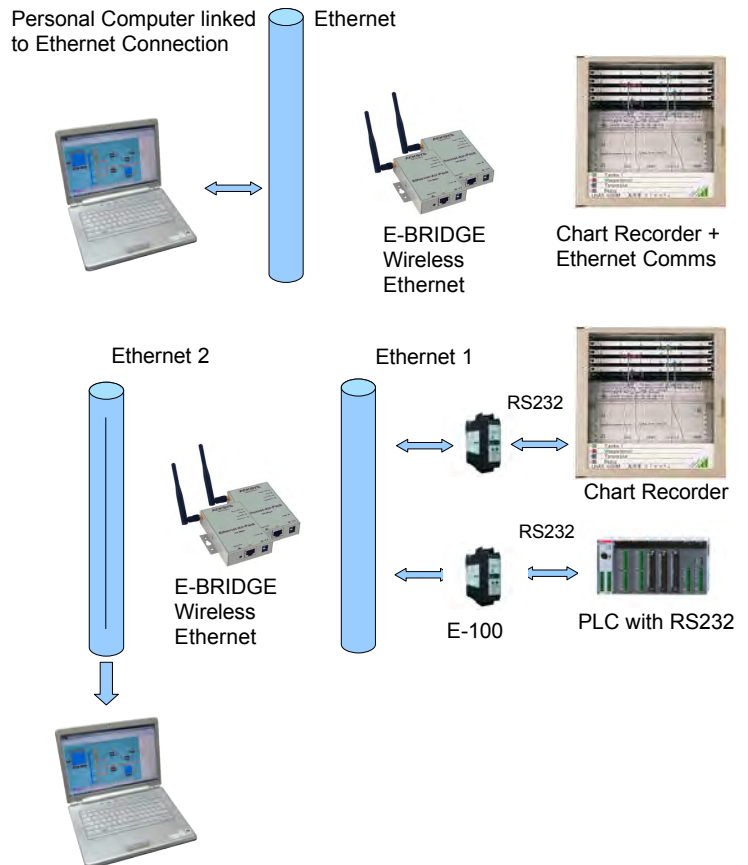 Personal Computer linked
to Ethernet Connection
Ethernet
E-BRIDGE
Wireless
Ethernet
Chart Recorder +
Ethernet Comms
Ethernet 2
Ethernet 1
RS232
Chart Recorder
E-BRIDGE
Wireless
Ethernet
RS232
E-100
PLC with RS232